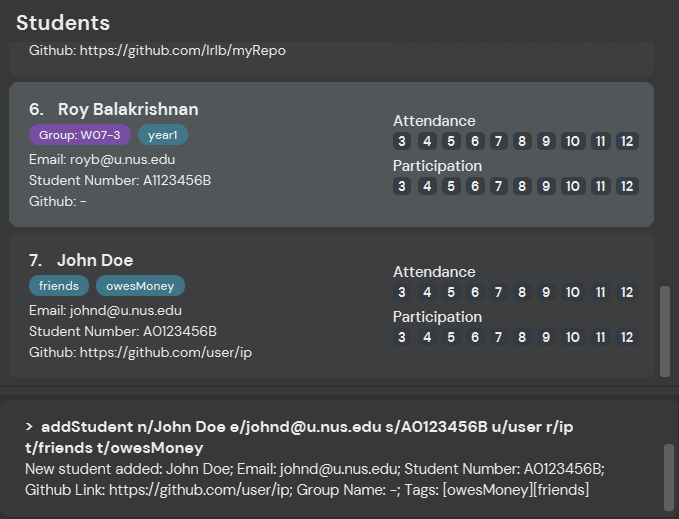 Students
Github: https://github.com/lrlb/myRepo
6. Roy Balakrishnan
Group: W07-3 year1
Email: royb@u.nus.edu
Student Number: A1123456B
Github: -
Attendance
3 4 5 6 7 8 9 10 11 12
Participation
3 4 5 6 7 8 9 10 11 12
7. John Doe
friends owesMoney
Email: johnd@u.nus.edu
Student Number: A0123456B
Github: https://github.com/user/ip
Attendance
3 4 5 6 7 8 9 10 11 12
Participation
3 4 5 6 7 8 9 10 11 12
> addStudent n/John Doe e/johnd@u.nus.edu s/A0123456B u/user r/ip
t/friends t/owesMoney
New student added: John Doe; Email: johnd@u.nus.edu; Student Number: A0123456B;
Github Link: https://github.com/user/ip; Group Name: -; Tags: [owesMoney][friends]